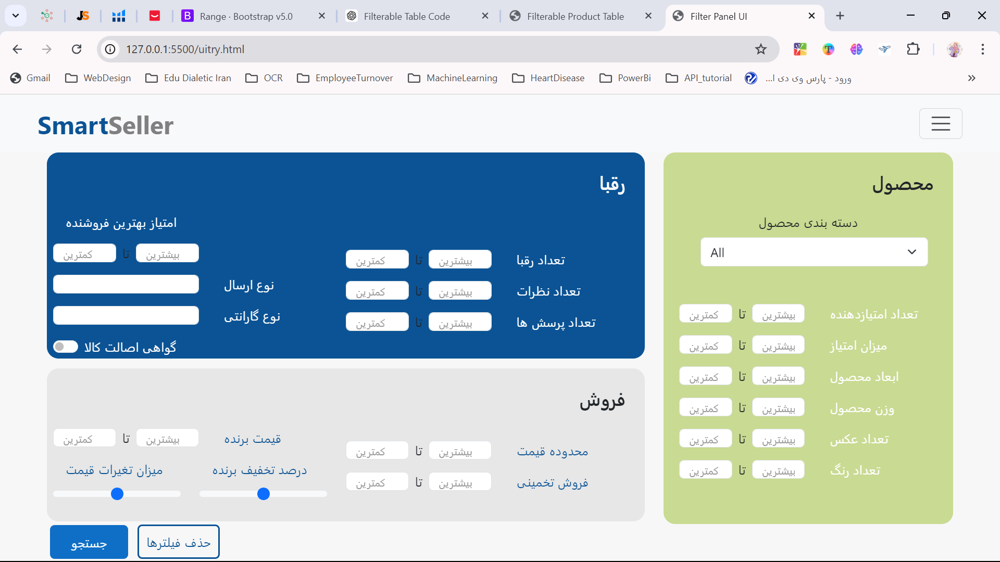 Range · Bootstrap v5.0
Filterable Table Code
Filterable Product Table
Filter Panel UI
127.0.0.1:5500/uitry.html
Gmail
WebDesign
Edu Dialetic Iran
OCR
EmployeeTurnover
MachineLearning
HeartDisease
PowerBi
API_tutorial
ورود - پارس وی دی ا...
SmartSeller
محصول
دسته بندی محصول
All
تعداد امتیازدهنده بیشترین تا کمترین
میزان امتیاز بیشترین تا کمترین
ابعاد محصول بیشترین تا کمترین
وزن محصول بیشترین تا کمترین
تعداد عکس بیشترین تا کمترین
تعداد رنگ بیشترین تا کمترین
رقبا
تعداد رقبا بیشترین تا کمترین
تعداد نظرات بیشترین تا کمترین
تعداد پرسش ها بیشترین تا کمترین
امتیاز بهترین فروشنده
بیشترین تا کمترین
نوع ارسال
نوع گارانتی
گواهی اصالت کالا
فروش
محدوده قیمت بیشترین تا کمترین
فروش تخمینی بیشترین تا کمترین
قیمت برنده بیشترین تا کمترین
درصد تخفیف برنده
میزان تغیرات قیمت
حذف فیلترها
جستجو